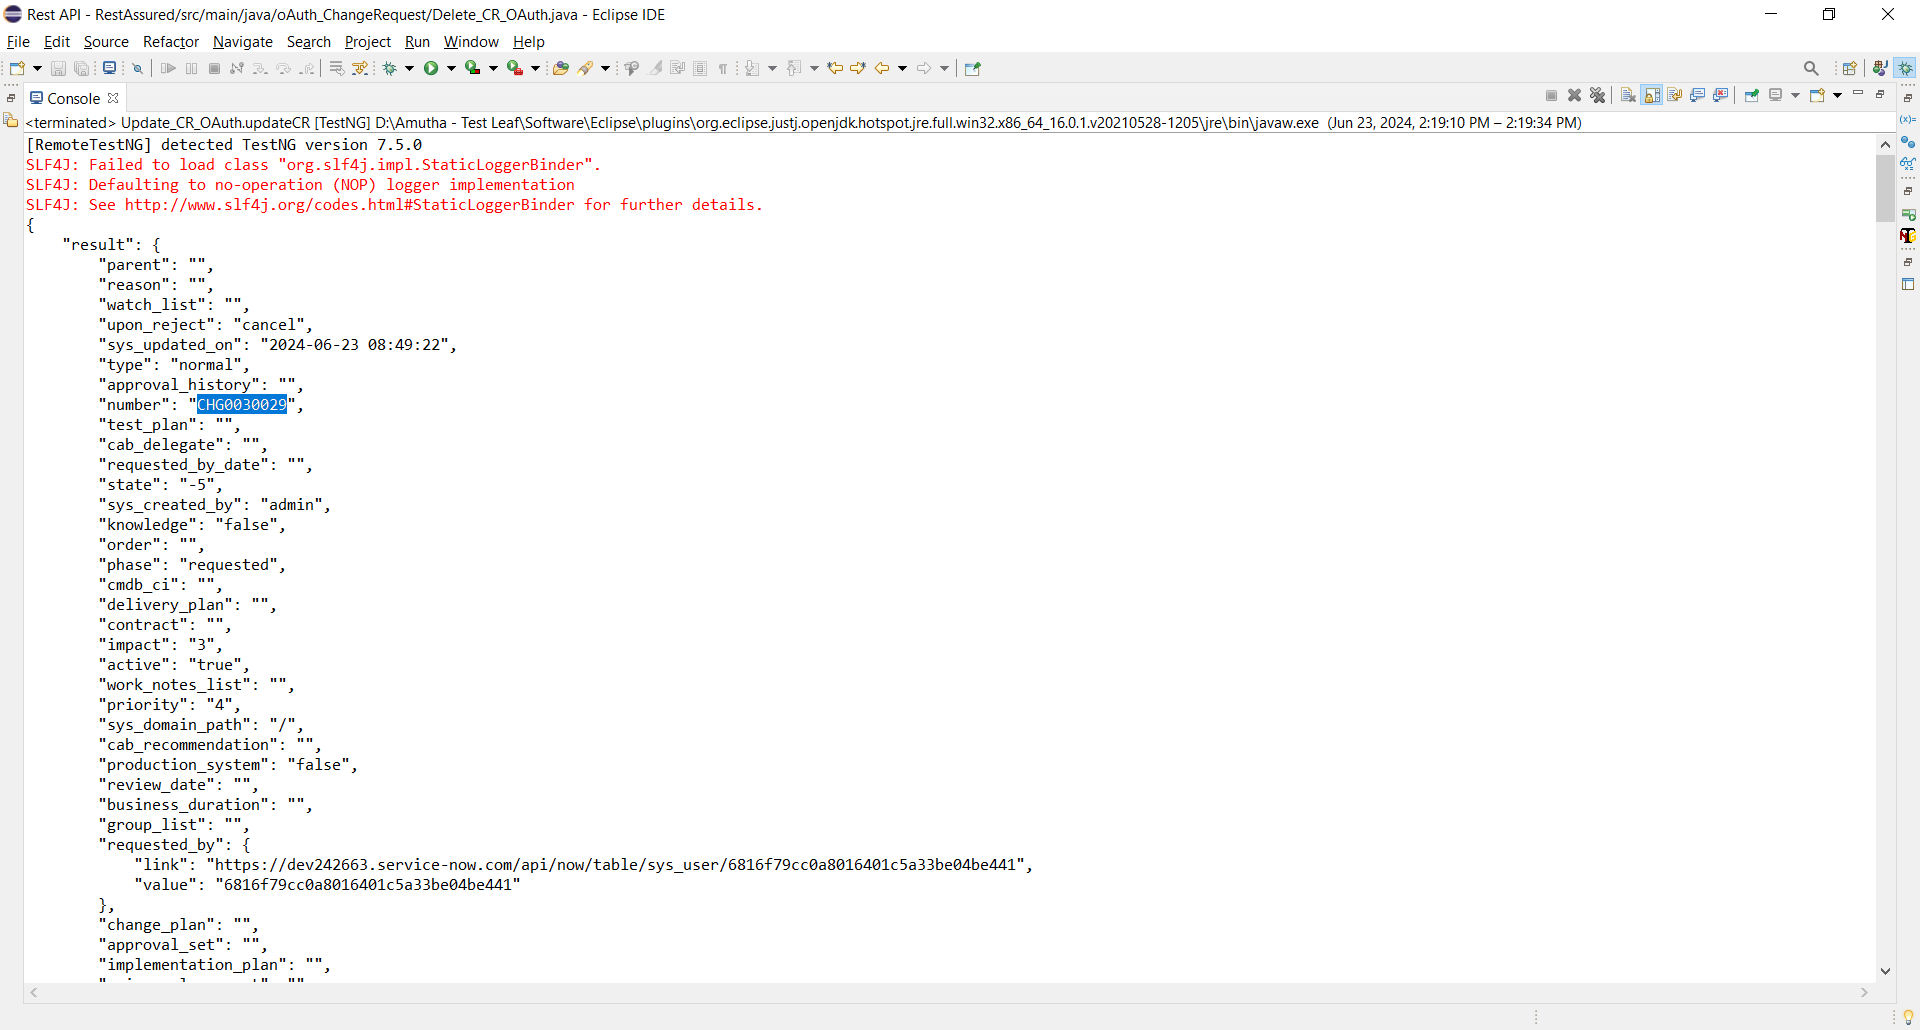 Rest API - RestAssured/src/main/java/oAuth_ChangeRequest/Delete_CR_OAuth.java - Eclipse IDE
File Edit Source Refactor Navigate Search Project Run Window Help
Console
<terminated> Update_CR_OAuth.updateCR [TestNG] D:\Amutha - Test Leaf\Software\Eclipse\plugins\org.eclipse.justj.openjdk.hotspot.jre.full.win32.x86_64_16.0.1.v20210528-1205\jre\bin\javaw.exe (Jun 23, 2024, 2:19:10 PM – 2:19:34 PM)
[RemoteTestNG] detected TestNG version 7.5.0
SLF4J: Failed to load class "org.slf4j.impl.StaticLoggerBinder".
SLF4J: Defaulting to no-operation (NOP) logger implementation
SLF4J: See http://www.slf4j.org/codes.html#StaticLoggerBinder for further details.
{
    "result": {
        "parent": "",
        "reason": "",
        "watch_list": "",
        "upon_reject": "cancel",
        "sys_updated_on": "2024-06-23 08:49:22",
        "type": "normal",
        "approval_history": "",
        "number": "CHG0030029",
        "test_plan": "",
        "cab_delegate": "",
        "requested_by_date": "",
        "state": "-5",
        "sys_created_by": "admin",
        "knowledge": "false",
        "order": "",
        "phase": "requested",
        "cmdb_ci": "",
        "delivery_plan": "",
        "contract": "",
        "impact": "3",
        "active": "true",
        "work_notes_list": "",
        "priority": "4",
        "sys_domain_path": "/",
        "cab_recommendation": "",
        "production_system": "false",
        "review_date": "",
        "business_duration": "",
        "group_list": "",
        "requested_by": {
            "link": "https://dev242663.service-now.com/api/now/table/sys_user/6816f79cc0a8016401c5a33be04be441",
            "value": "6816f79cc0a8016401c5a33be04be441"
        },
        "change_plan": "",
        "approval_set": "",
        "implementation_plan": "",